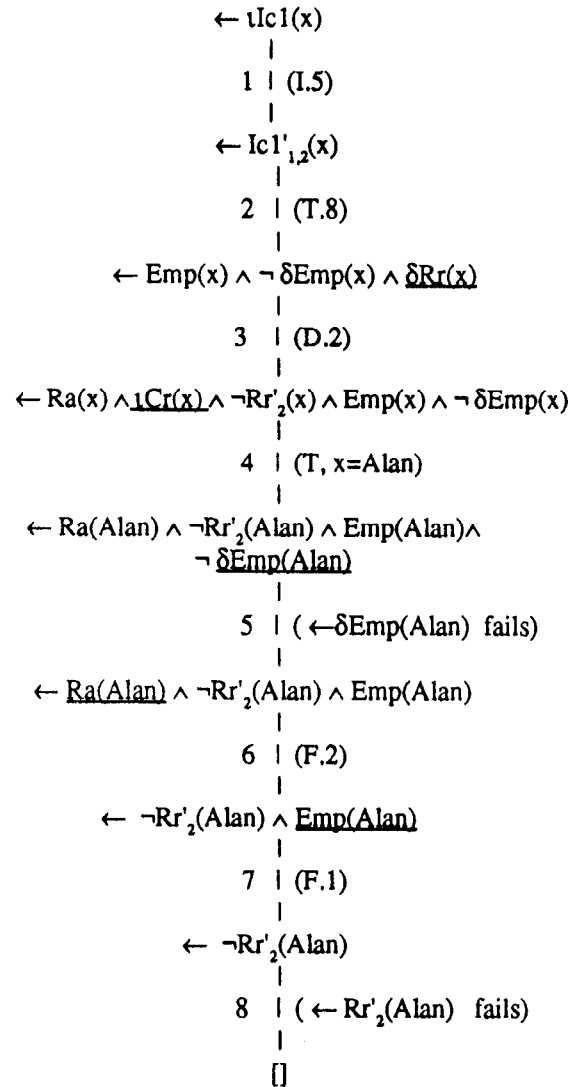 ← ιIc1(x)
|
1 | (I.5)
|
← Ic1'₁,₂(x)
|
2 | (T.8)
|
← Emp(x) ∧ ¬ δEmp(x) ∧ δRr(x)
|
3 | (D.2)
|
← Ra(x) ∧ ιCr(x) ∧ ¬Rr'₂(x) ∧ Emp(x) ∧ ¬ δEmp(x)
|
4 | (T, x=Alan)
|
← Ra(Alan) ∧ ¬Rr'₂(Alan) ∧ Emp(Alan)∧
¬ δEmp(Alan)
|
5 | ( ←δEmp(Alan) fails)
|
← Ra(Alan) ∧ ¬Rr'₂(Alan) ∧ Emp(Alan)
|
6 | (F.2)
|
← ¬Rr'₂(Alan) ∧ Emp(Alan)
|
7 | (F.1)
|
← ¬Rr'₂(Alan)
|
8 | ( ← Rr'₂(Alan) fails)
|
[]